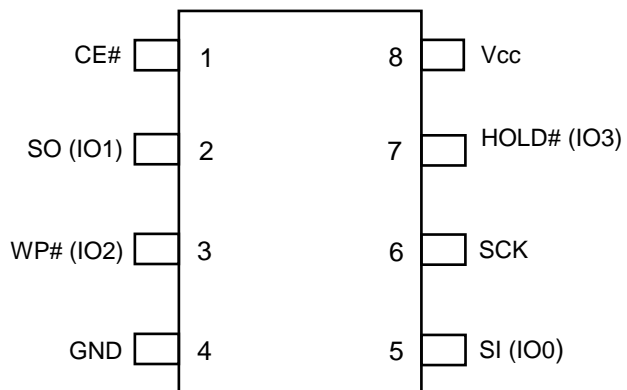 CE# 1 8 Vcc
SO (IO1) 2 7 HOLD# (IO3)
WP# (IO2) 3 6 SCK
GND 4 5 SI (IO0)